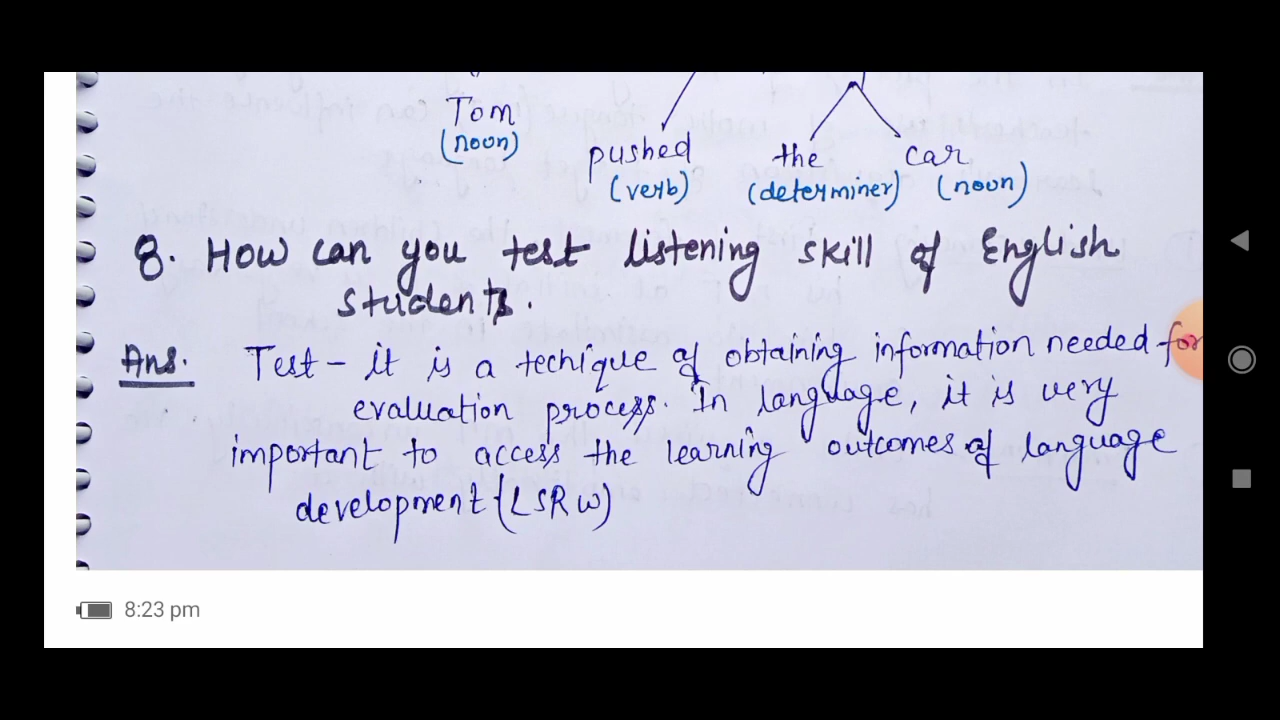 Tom
(noun)
pushed the car
(verb) (determiner) (noun)
8. How can you test listening skill of English
students.
Ans. Test - it is a techique of obtaining information needed for
evaluation process. In language, it is very
important to access the learning outcomes of language
development (LSRW)
8:23 pm